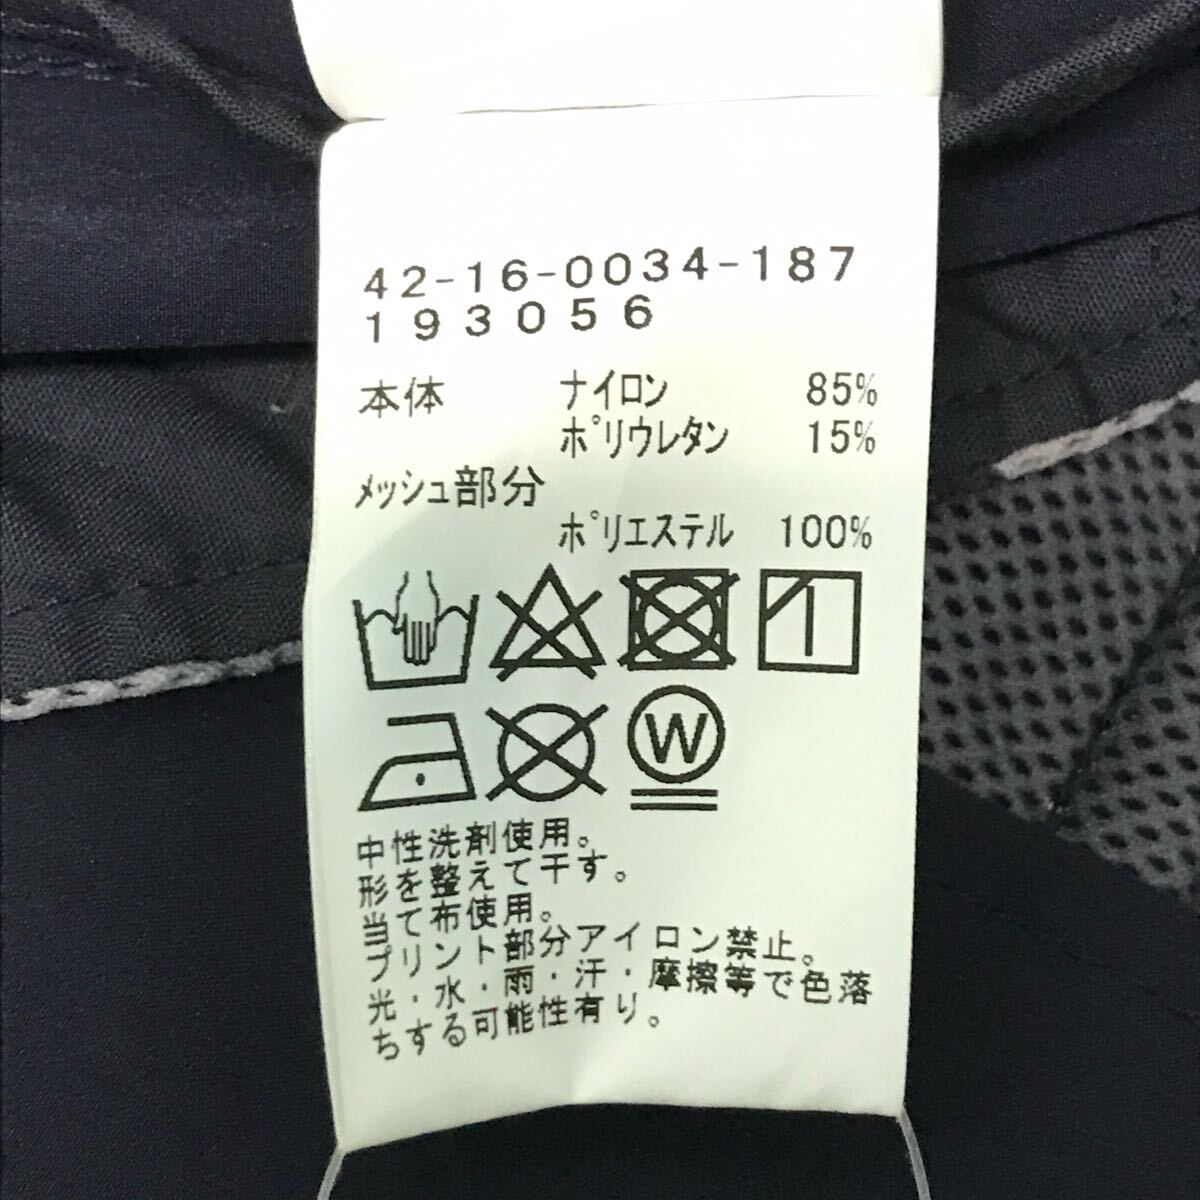 42-16-0034-187
193056
本体 ナイロン 85%
ポリウレタン 15%
メッシュ部分
ポリエステル 100%
W
中性洗剤使用。
形を整えて干す。
当て布使用。
プリント部分アイロン禁止。
光・水・雨・汗・摩擦等で色落
ちする可能性有り。